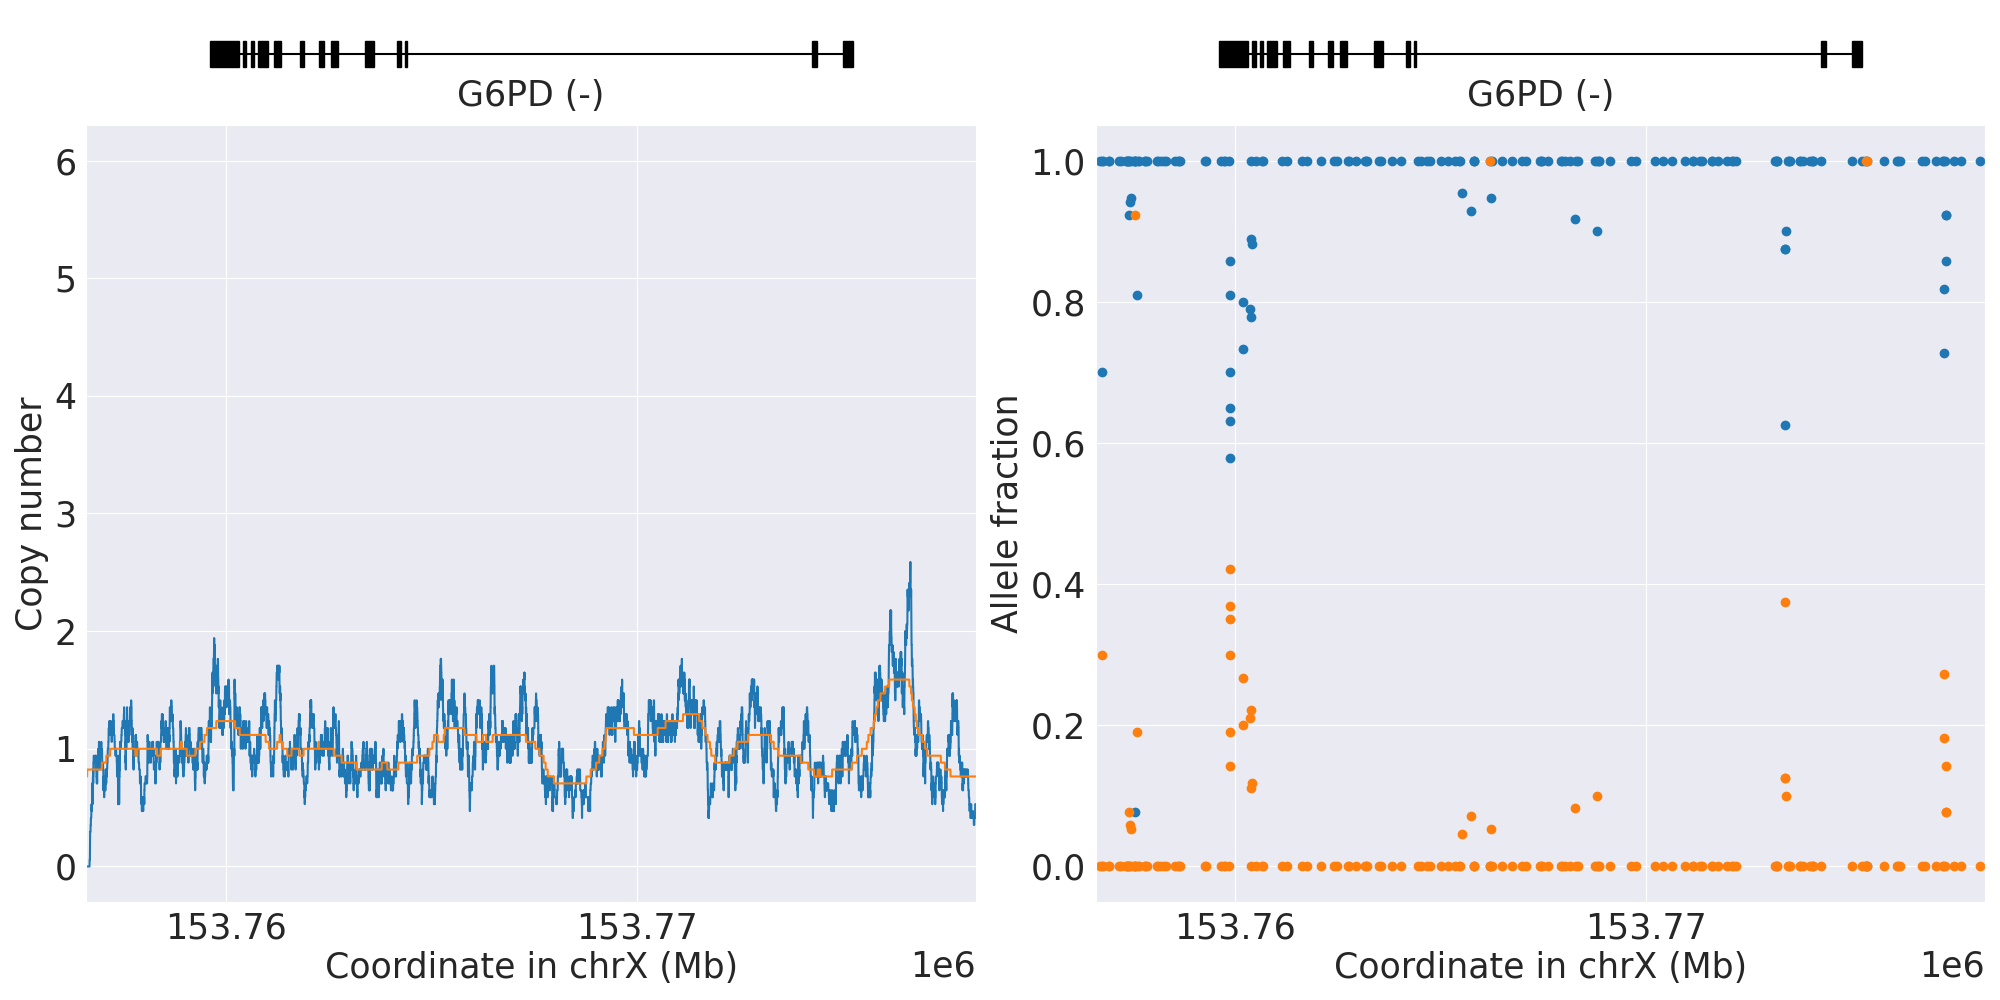 G6PD (-)
G6PD (-)
6
5
4
3
2
1
0
Copy number
153.76
153.77
Coordinate in chrX (Mb)
1e6
1.0
0.8
0.6
0.4
0.2
0.0
Allele fraction
153.76
153.77
Coordinate in chrX (Mb)
1e6